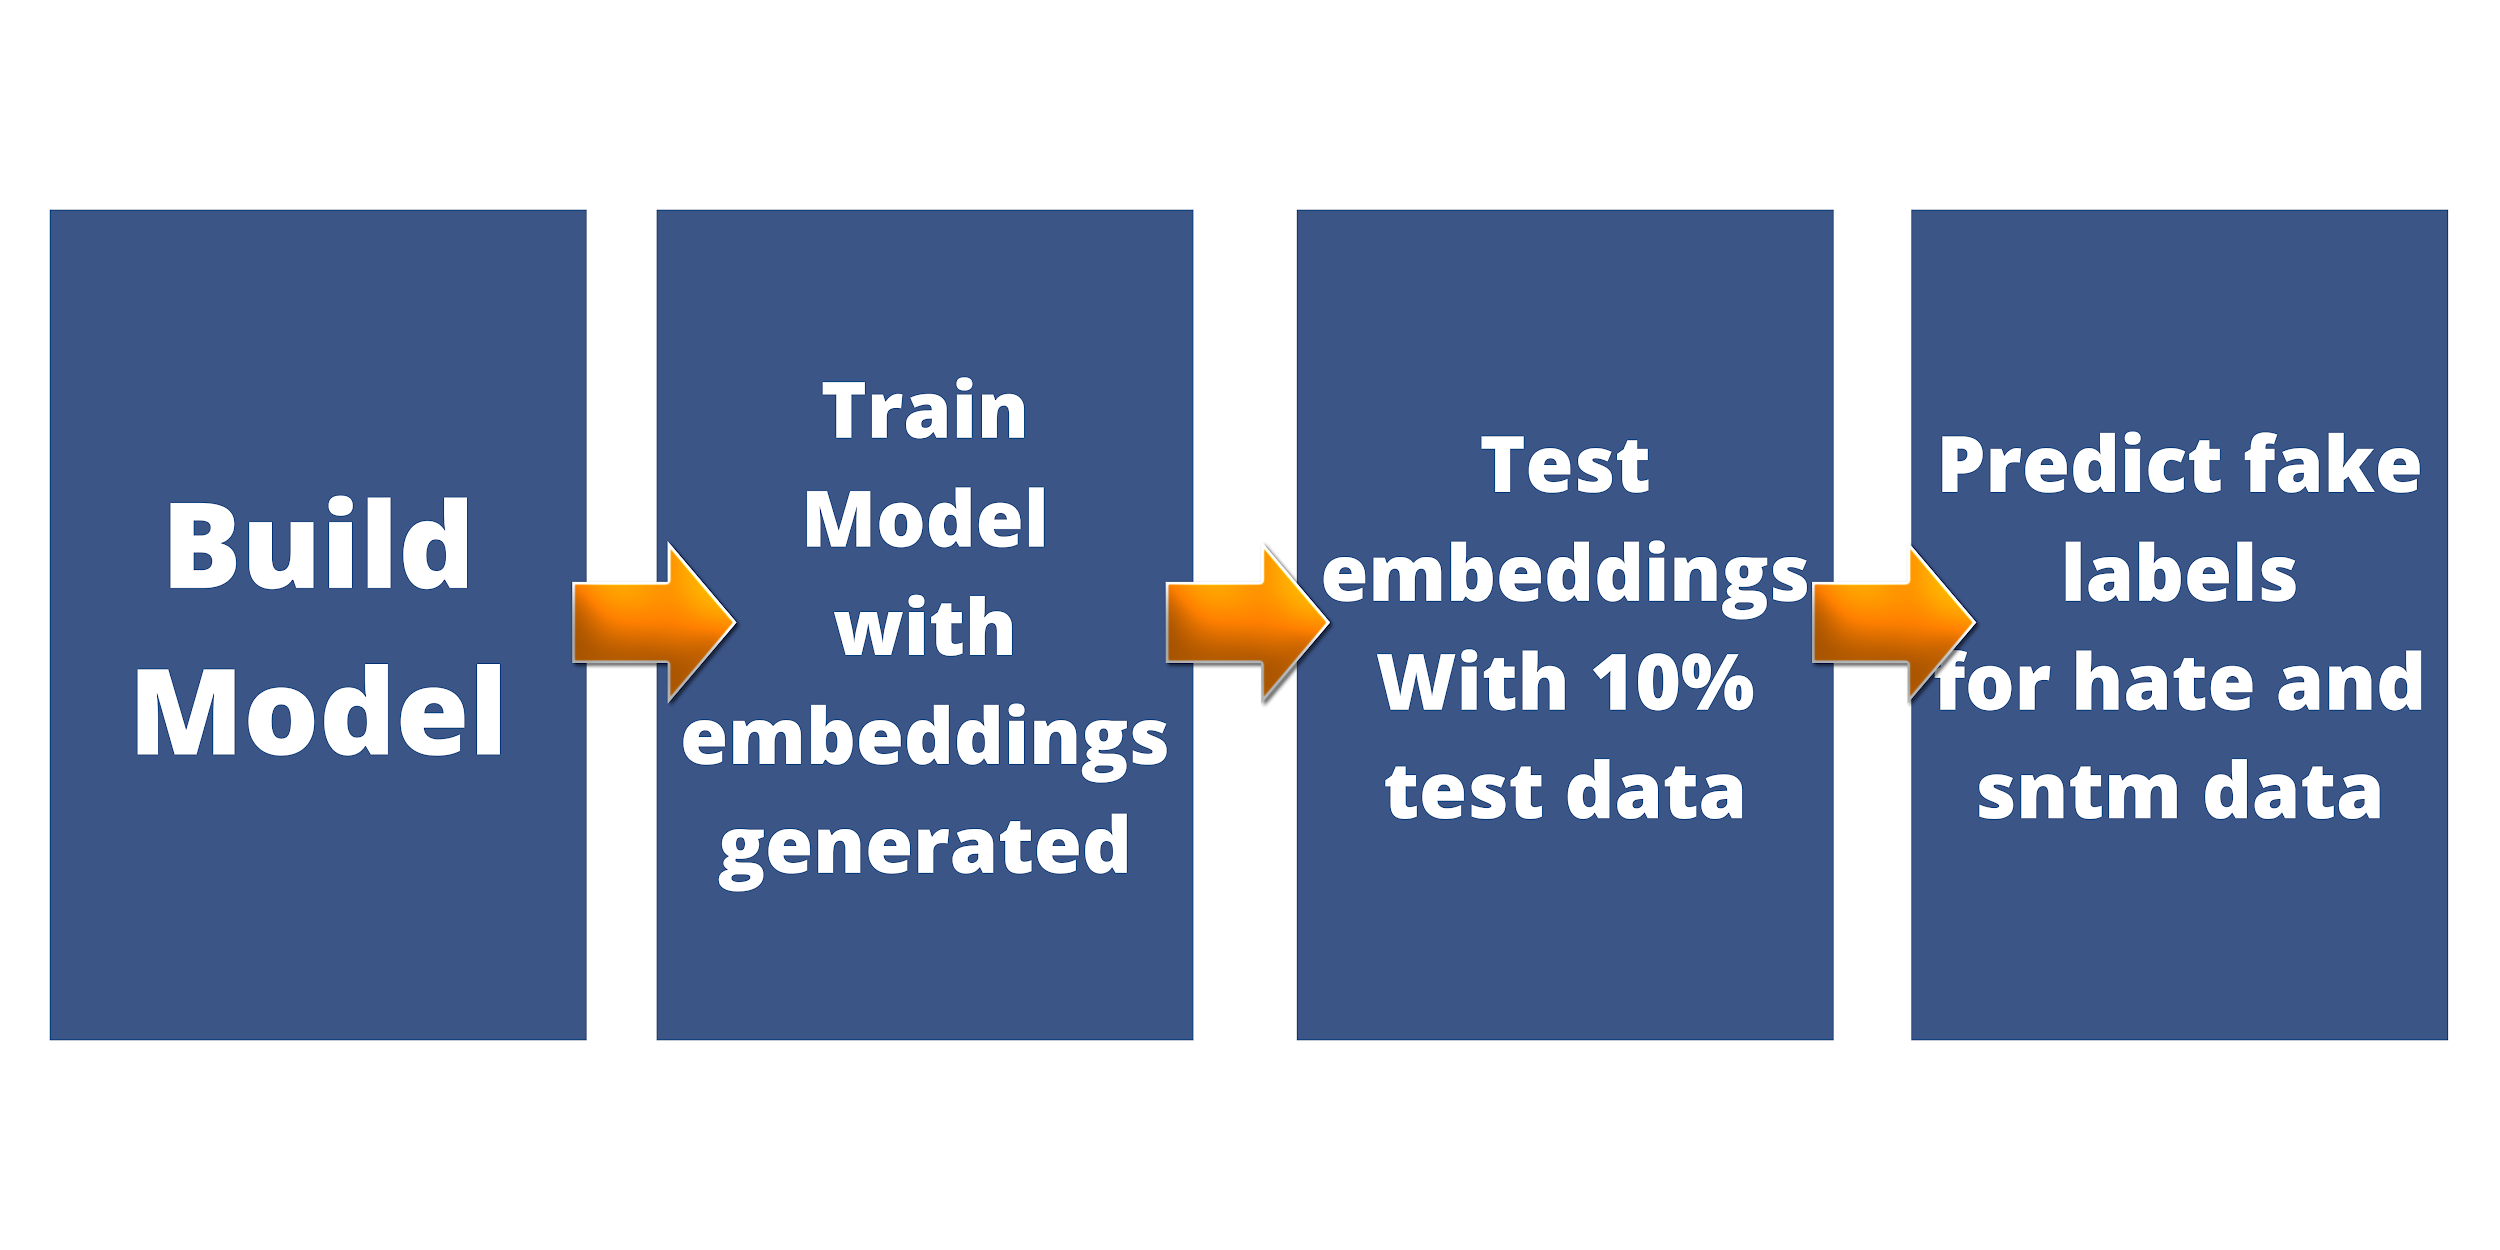 Build
Model
Train
Model
with
embeddings
generated
Test
embeddings
With 10%
test data
Predict fake
labels
for hate and
sntm data